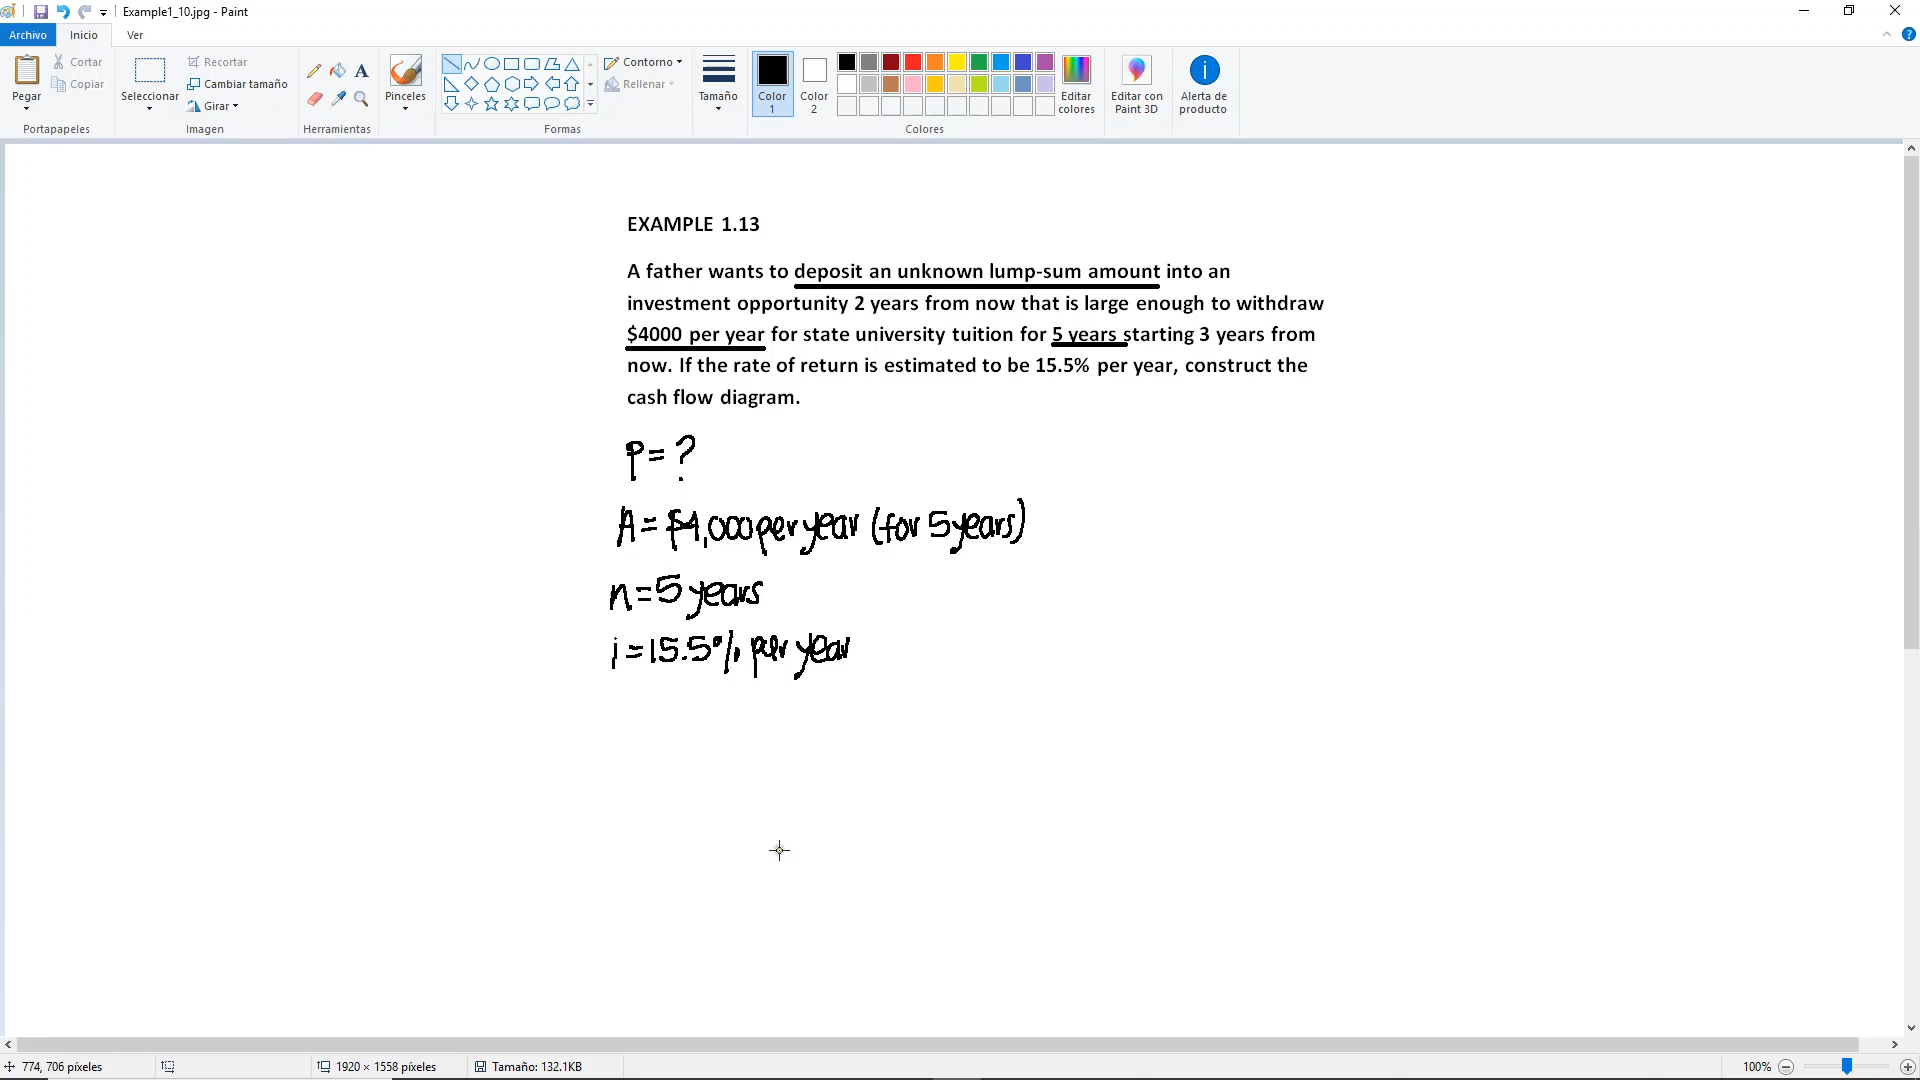 Example1_10.jpg - Paint
Archivo Inicio Ver
Pegar
Cortar
Copiar
Portapapeles
Seleccionar
Recortar
Cambiar tamaño
Girar
Imagen
A
Herramientas
Pinceles
Formas
Contorno
Rellenar
Tamaño
Color 1
Color 2
Colores
Editar colores
Editar con Paint 3D
Alerta de producto
EXAMPLE 1.13
A father wants to deposit an unknown lump-sum amount into an
investment opportunity 2 years from now that is large enough to withdraw
$4000 per year for state university tuition for 5 years starting 3 years from
now. If the rate of return is estimated to be 15.5% per year, construct the
cash flow diagram.
P = ?
A = $4,000 per year (for 5 years)
n = 5 years
i = 15.5% per year
774, 706 píxeles 1920 × 1558 píxeles Tamaño: 132.1KB 100%